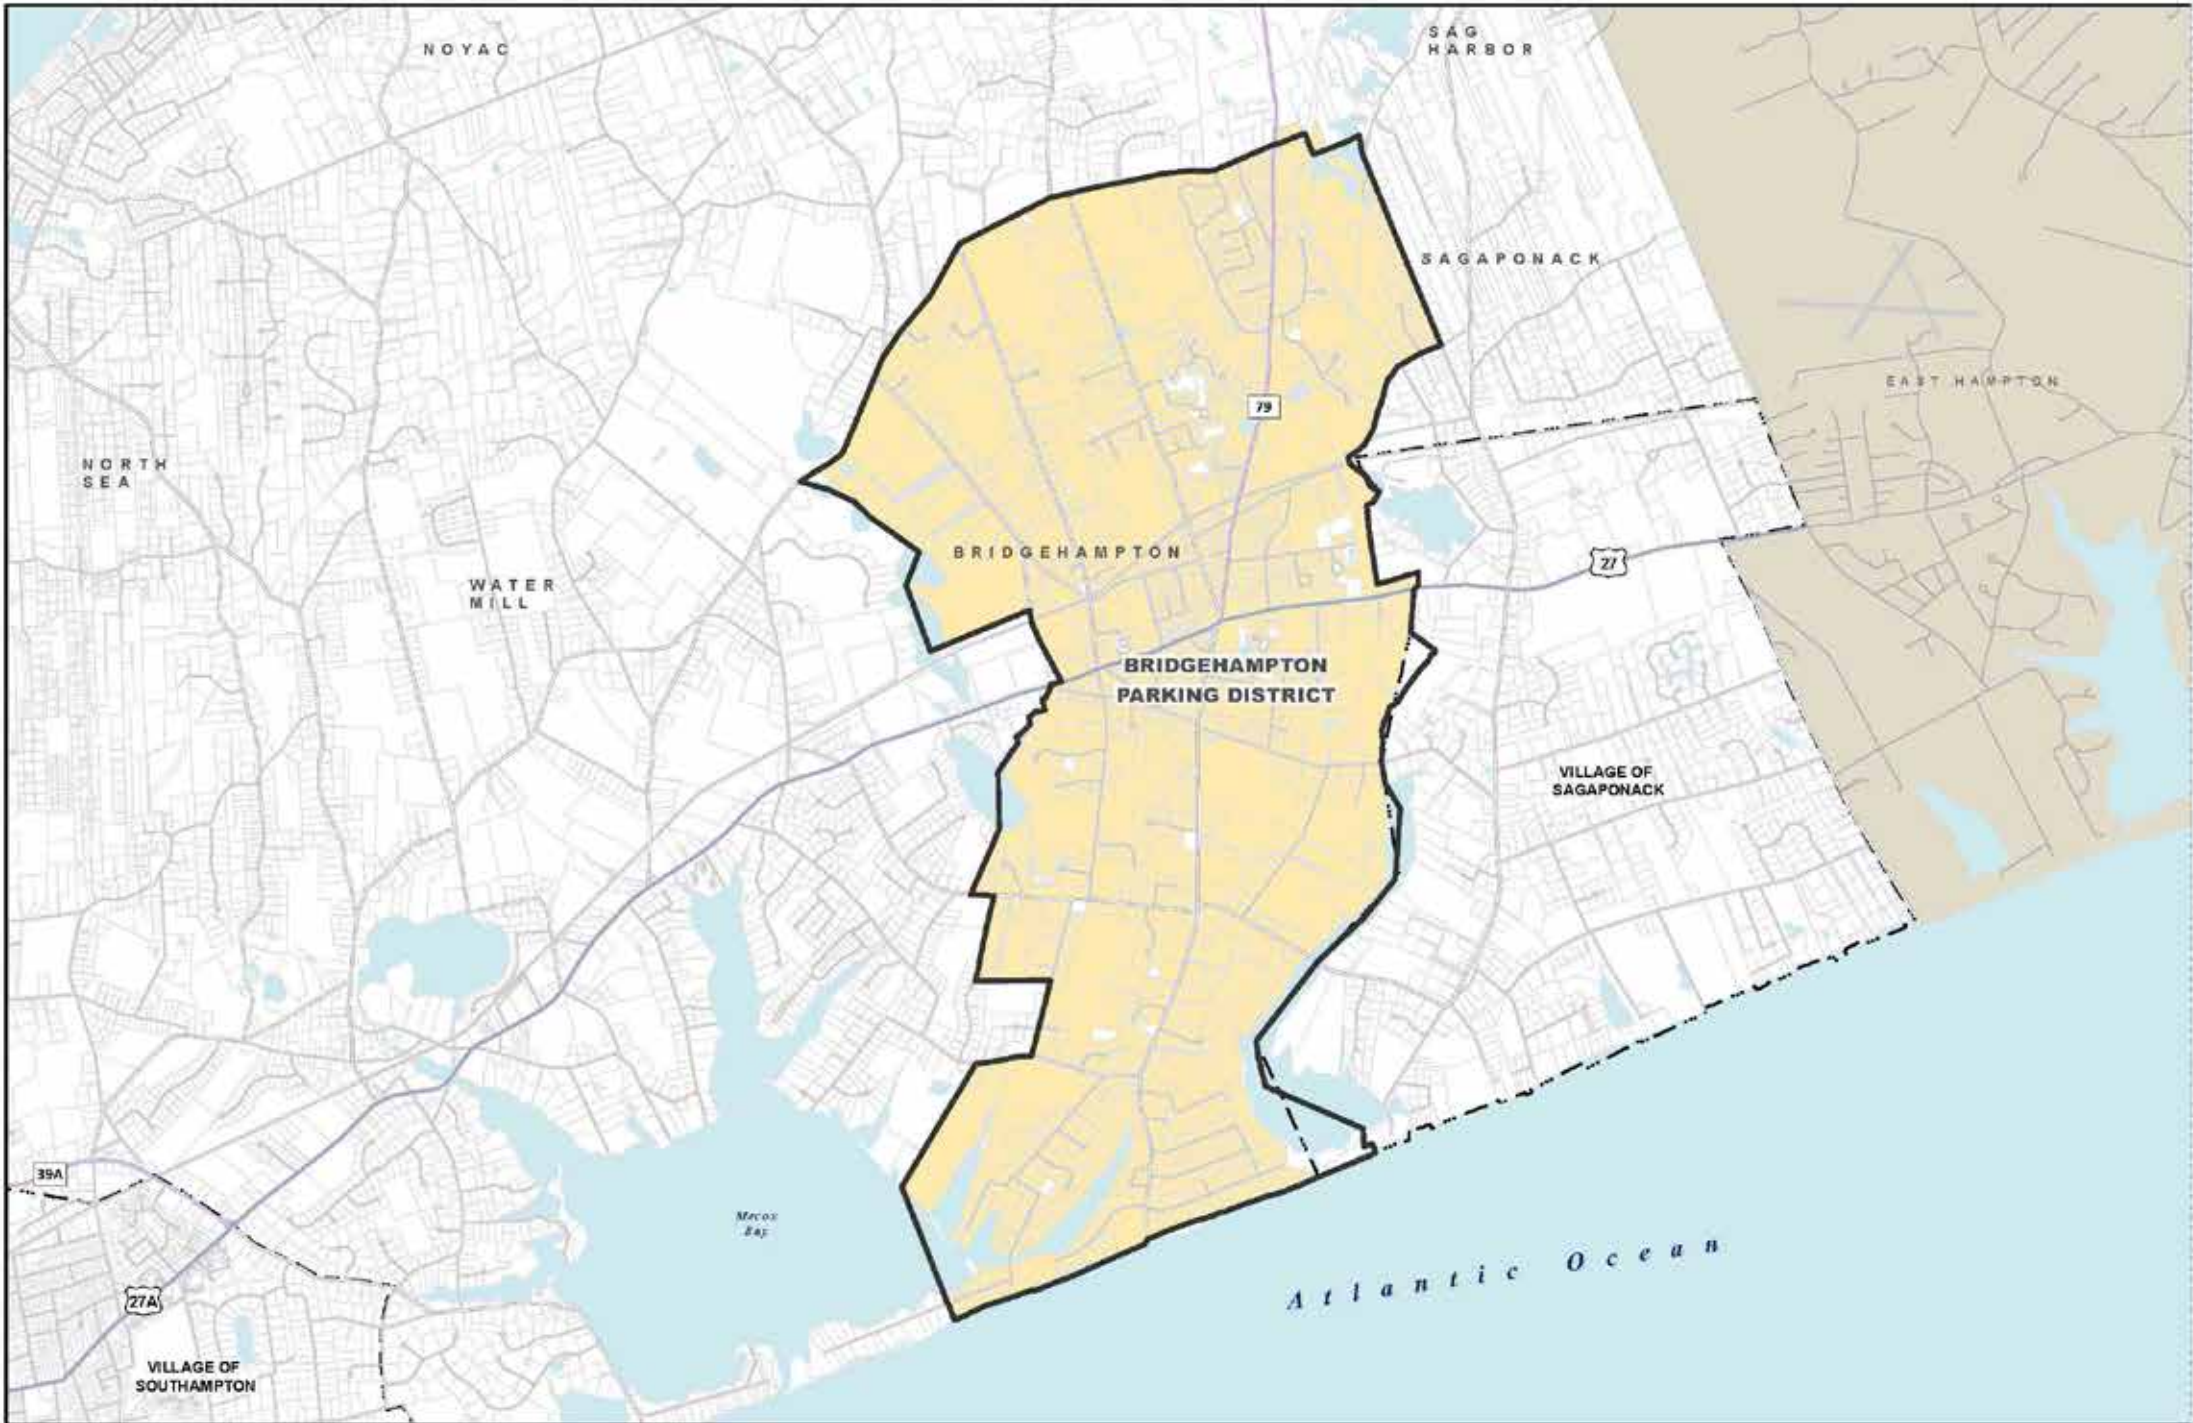 NOYAC
SAG
HARBOR
SAGAPONACK
EAST HAMPTON
79
NORTH
SEA
BRIDGEHAMPTON
27
WATER
MILL
BRIDGEHAMPTON
PARKING DISTRICT
VILLAGE OF
SAGAPONACK
39A
Mecox
Bay
Atlantic Ocean
27A
VILLAGE OF
SOUTHAMPTON